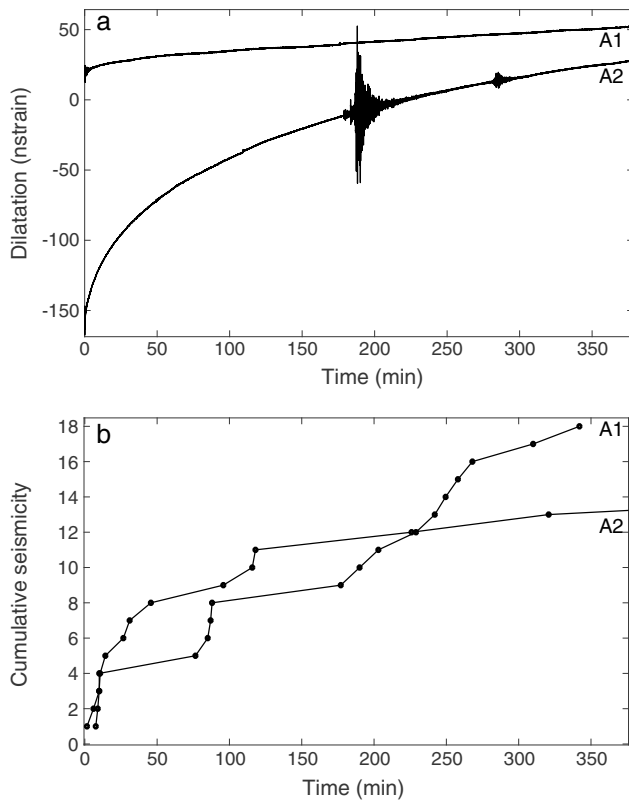 a
50
0
-50
-100
-150
Dilatation (nstrain)
A1
A2
0 50 100 150 200 250 300 350
Time (min)
b
18
16
14
12
10
8
6
4
2
0
Cumulative seismicity
A1
A2
0 50 100 150 200 250 300 350
Time (min)